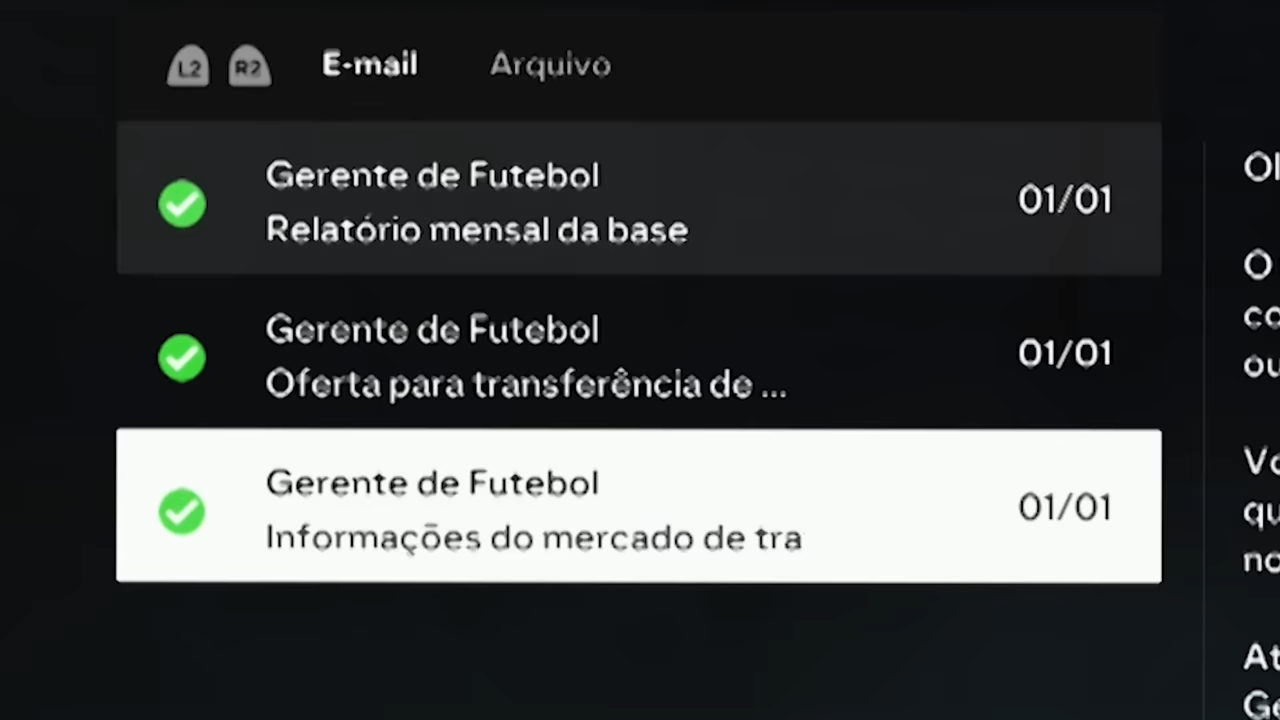 L2 R2 E-mail Arquivo
Gerente de Futebol
Relatório mensal da base
01/01
Gerente de Futebol
Oferta para transferência de ...
01/01
Gerente de Futebol
Informações do mercado de tra
01/01
O